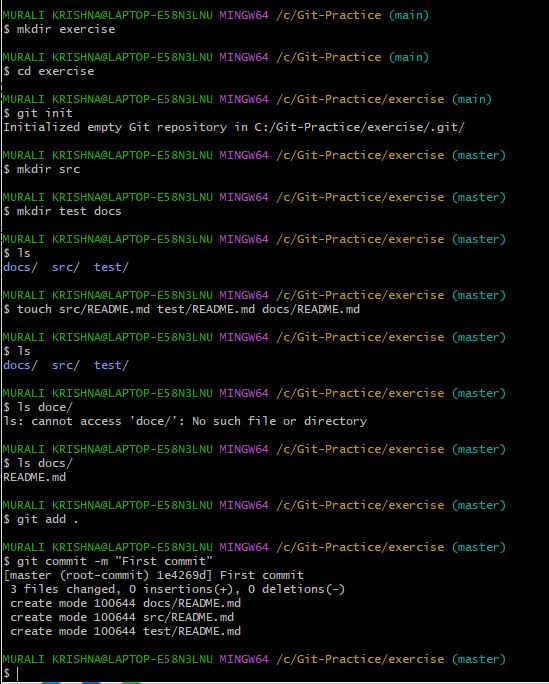 MURALI KRISHNA@LAPTOP-E58N3LNU MINGW64 /c/Git-Practice (main)
$ mkdir exercise
MURALI KRISHNA@LAPTOP-E58N3LNU MINGW64 /c/Git-Practice (main)
$ cd exercise
MURALI KRISHNA@LAPTOP-E58N3LNU MINGW64 /c/Git-Practice/exercise (main)
$ git init
Initialized empty Git repository in C:/Git-Practice/exercise/.git/
MURALI KRISHNA@LAPTOP-E58N3LNU MINGW64 /c/Git-Practice/exercise (master)
$ mkdir src
MURALI KRISHNA@LAPTOP-E58N3LNU MINGW64 /c/Git-Practice/exercise (master)
$ mkdir test docs
MURALI KRISHNA@LAPTOP-E58N3LNU MINGW64 /c/Git-Practice/exercise (master)
$ ls
docs/  src/  test/
MURALI KRISHNA@LAPTOP-E58N3LNU MINGW64 /c/Git-Practice/exercise (master)
$ touch src/README.md test/README.md docs/README.md
MURALI KRISHNA@LAPTOP-E58N3LNU MINGW64 /c/Git-Practice/exercise (master)
$ ls
docs/  src/  test/
MURALI KRISHNA@LAPTOP-E58N3LNU MINGW64 /c/Git-Practice/exercise (master)
$ ls doce/
ls: cannot access 'doce/': No such file or directory
MURALI KRISHNA@LAPTOP-E58N3LNU MINGW64 /c/Git-Practice/exercise (master)
$ ls docs/
README.md
MURALI KRISHNA@LAPTOP-E58N3LNU MINGW64 /c/Git-Practice/exercise (master)
$ git add .
MURALI KRISHNA@LAPTOP-E58N3LNU MINGW64 /c/Git-Practice/exercise (master)
$ git commit -m "First commit"
[master (root-commit) 1e4269d] First commit
 3 files changed, 0 insertions(+), 0 deletions(-)
 create mode 100644 docs/README.md
 create mode 100644 src/README.md
 create mode 100644 test/README.md
MURALI KRISHNA@LAPTOP-E58N3LNU MINGW64 /c/Git-Practice/exercise (master)
$